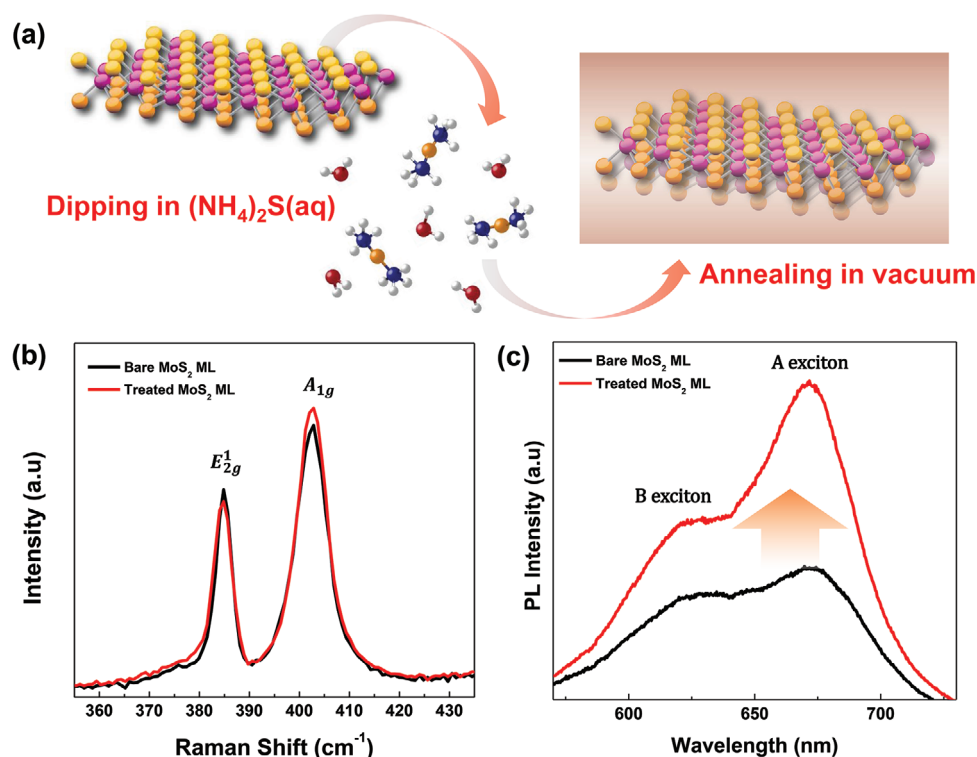 (a)
Dipping in (NH₄)₂S(aq)
Annealing in vacuum
(b)
Bare MoS₂ ML
Treated MoS₂ ML
E¹₂g
A₁g
Intensity (a.u)
360 370 380 390 400 410 420 430
Raman Shift (cm⁻¹)
(c)
Bare MoS₂ ML
Treated MoS₂ ML
A exciton
B exciton
PL Intensity (a.u)
600 650 700
Wavelength (nm)